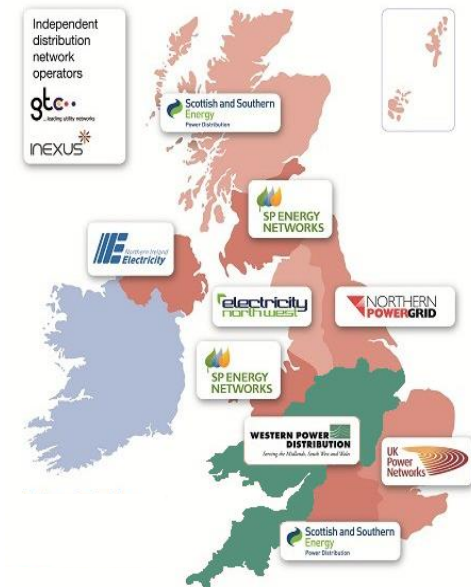 Independent
distribution
network
operators
gtc
...leading utility networks
INEXUS
Scottish and Southern
Energy
Power Distribution
SP ENERGY
NETWORKS
Northern Ireland
Electricity
electricity
north west
NORTHERN
POWERGRID
SP ENERGY
NETWORKS
WESTERN POWER
DISTRIBUTION
Serving the Midlands, South West and Wales
UK
Power
Networks
Scottish and Southern
Energy
Power Distribution